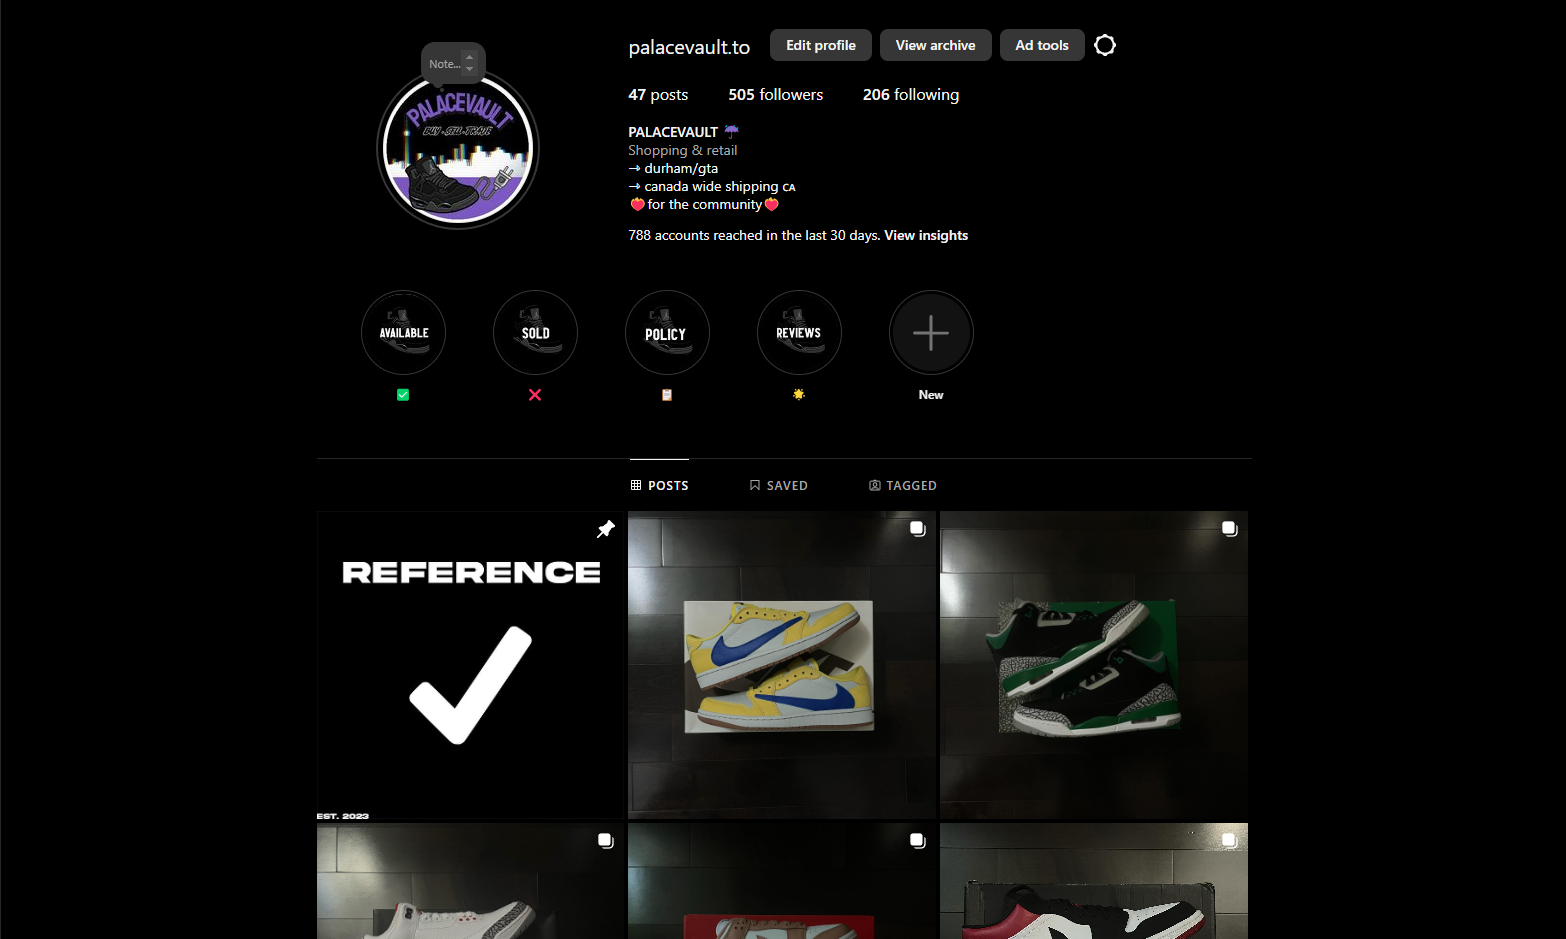 palacevault.to
Edit profile
View archive
Ad tools
Note...
47 posts
505 followers
206 following
PALACEVAULT
BUY - SELL - TRADE
PALACEVAULT ☂️
Shopping & retail
→ durham/gta
→ canada wide shipping CA
❤️‍🔥for the community❤️‍🔥
788 accounts reached in the last 30 days. View insights
AVAILABLE
SOLD
POLICY
REVIEWS
✅
❌
📋
🌟
New
POSTS
SAVED
TAGGED
REFERENCE
EST. 2023